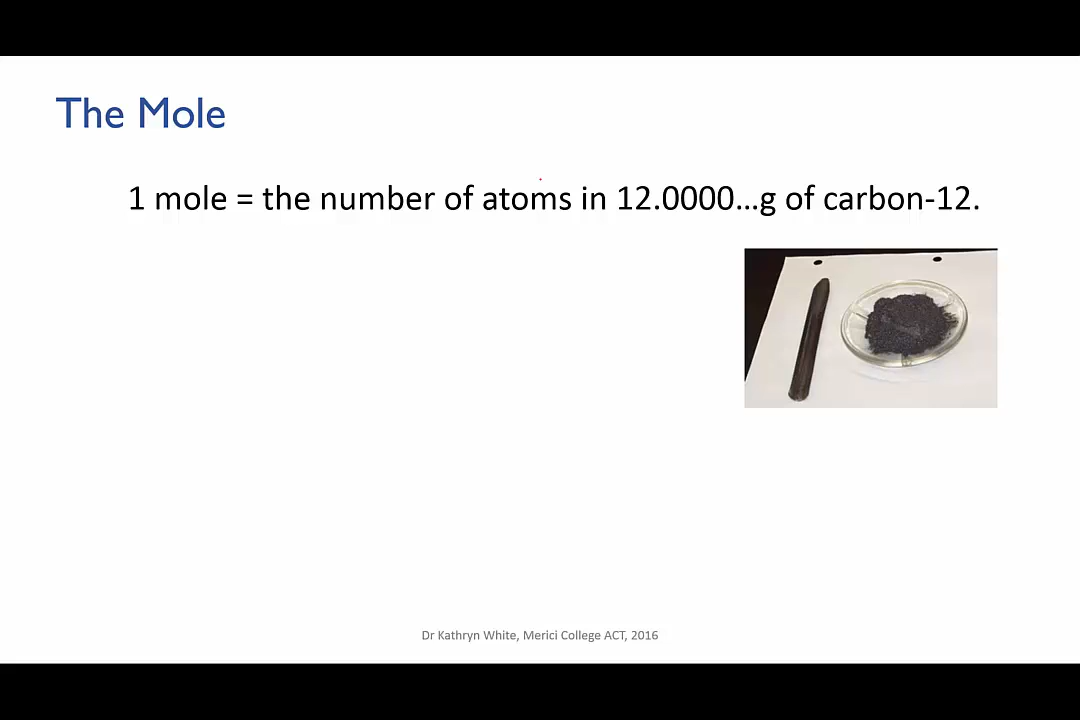 The Mole
1 mole = the number of atoms in 12.0000…g of carbon-12.
Dr Kathryn White, Merici College ACT, 2016